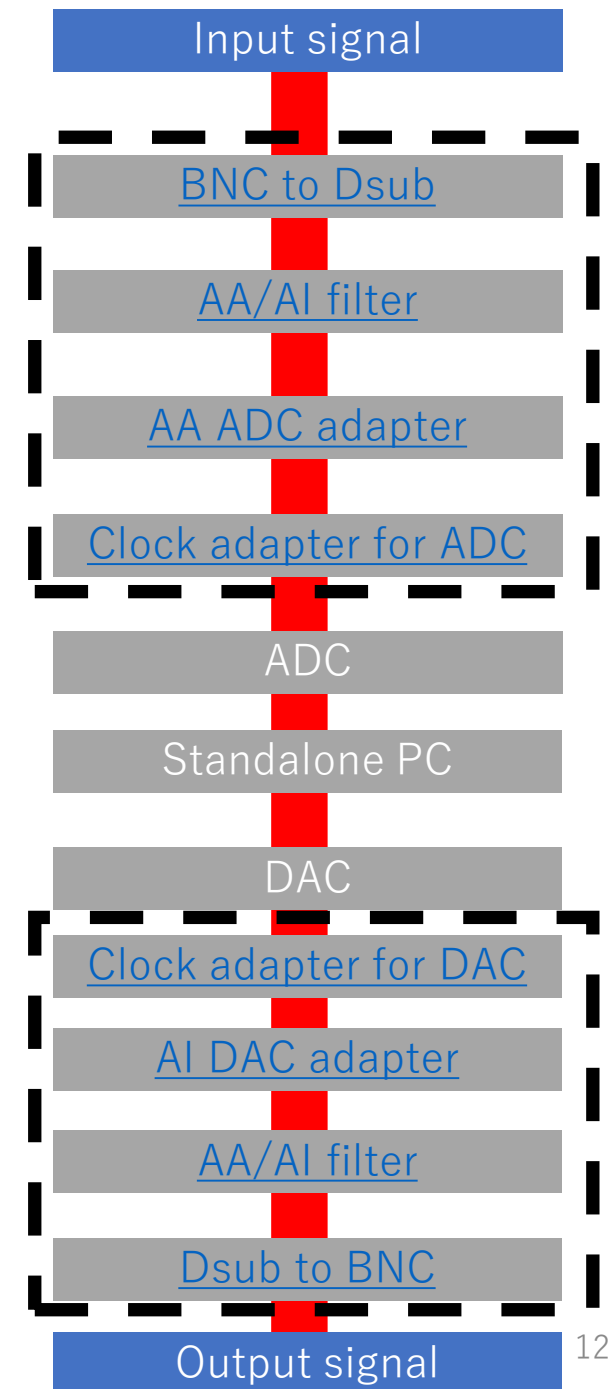 Input signal
BNC to Dsub
AA/AI filter
AA ADC adapter
Clock adapter for ADC
ADC
Standalone PC
DAC
Clock adapter for DAC
AI DAC adapter
AA/AI filter
Dsub to BNC
Output signal
12